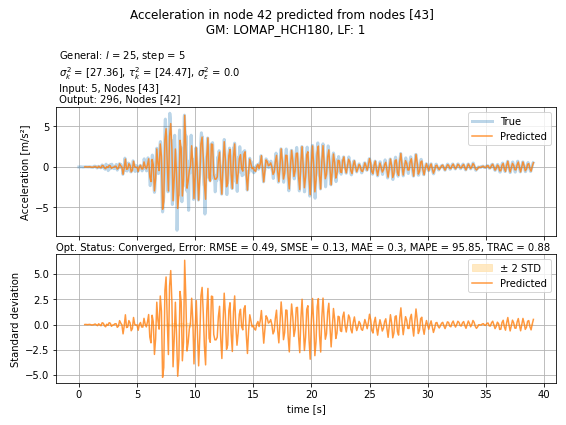 Acceleration in node 42 predicted from nodes [43]
GM: LOMAP_HCH180, LF: 1
General: l = 25, step = 5
σ²ₖ = [27.36], τ²ₖ = [24.47], σ²ε = 0.0
Input: 5, Nodes [43]
Output: 296, Nodes [42]
Acceleration [m/s²]
5
0
−5
True
Predicted
Opt. Status: Converged, Error: RMSE = 0.49, SMSE = 0.13, MAE = 0.3, MAPE = 95.85, TRAC = 0.88
Standard deviation
5.0
2.5
0.0
−2.5
−5.0
± 2 STD
Predicted
0 5 10 15 20 25 30 35 40
time [s]